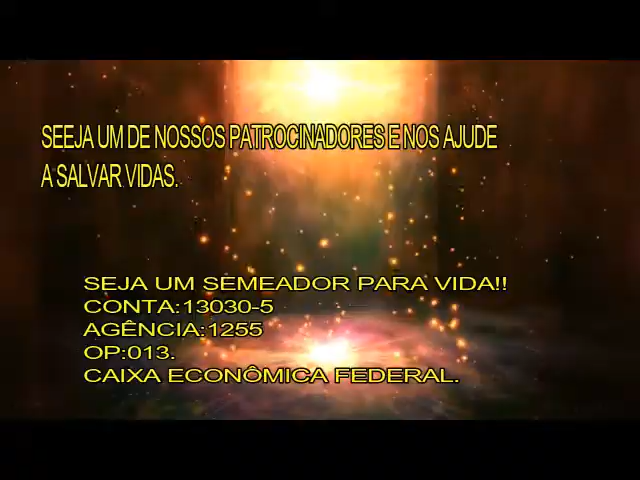 SEEJA UM DE NOSSOS PATROCINADORES E NOS AJUDE
A SALVAR VIDAS.
SEJA UM SEMEADOR PARA VIDA!!
CONTA:13030-5
AGÊNCIA:1255
OP:013.
CAIXA ECONÔMICA FEDERAL.